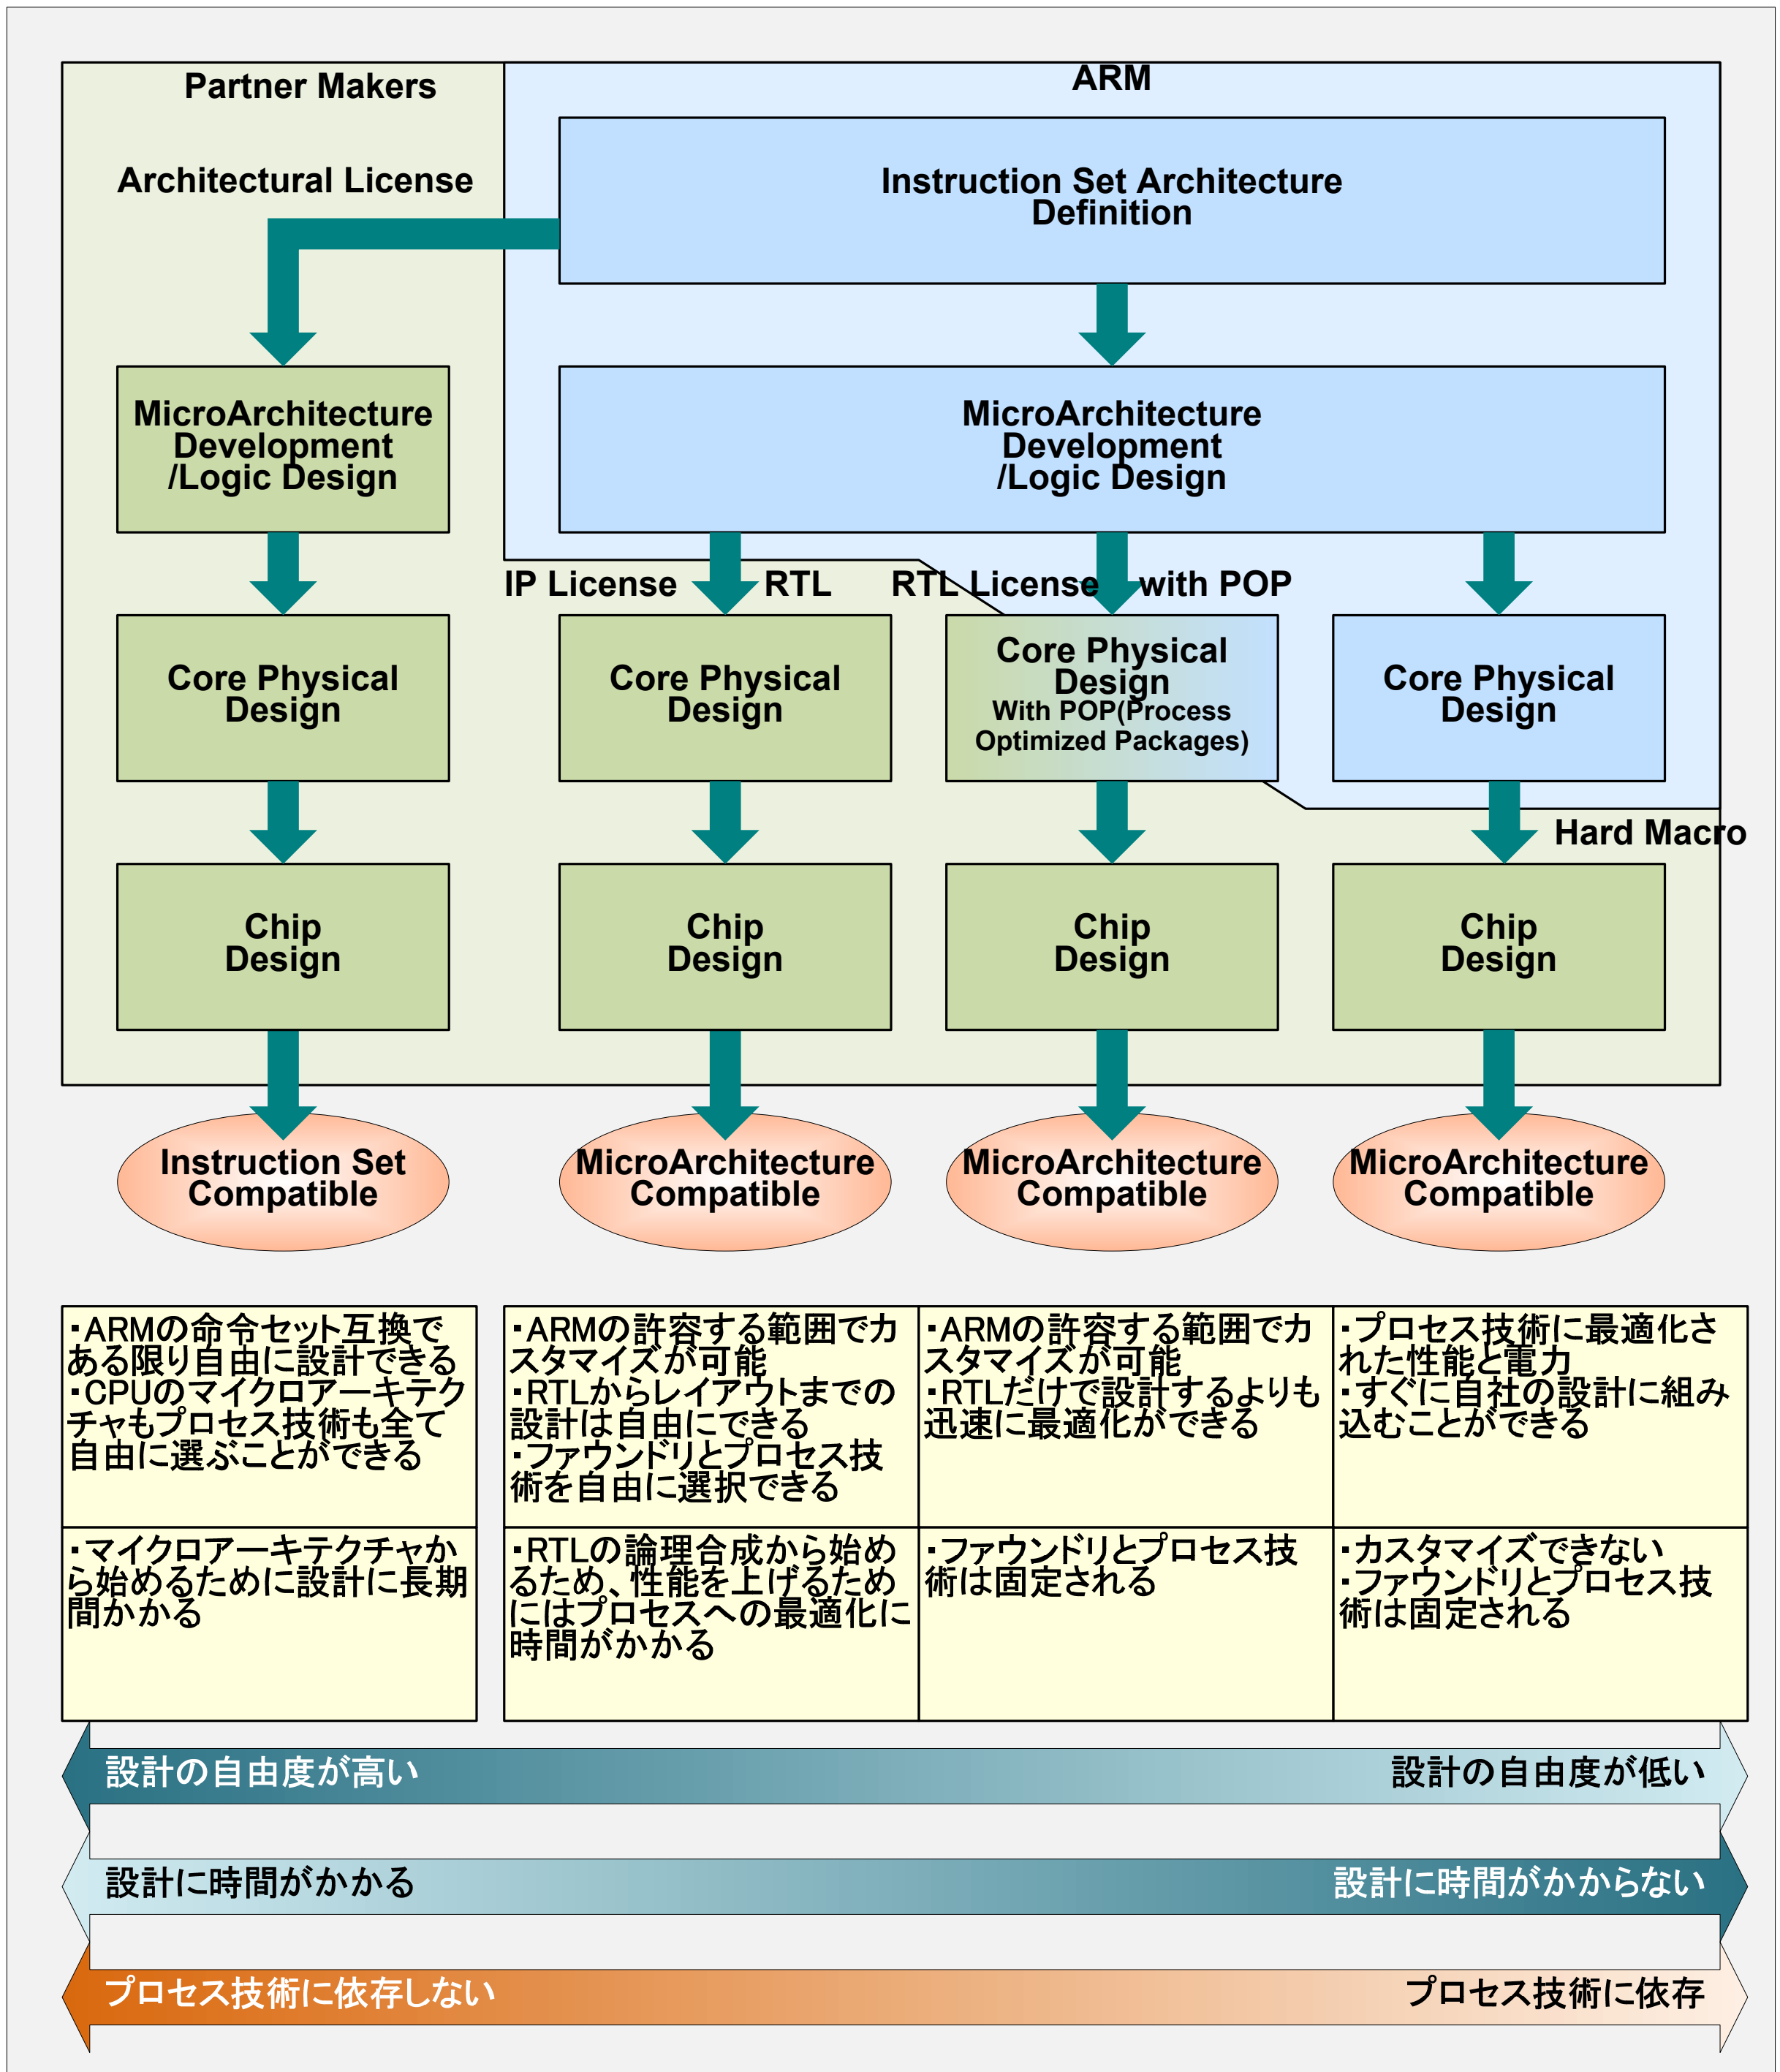 Partner Makers
ARM
Architectural License
Instruction Set Architecture
Definition
MicroArchitecture
Development
/Logic Design
MicroArchitecture
Development
/Logic Design
IP License
RTL
RTL License
with POP
Core Physical
Design
Core Physical
Design
Core Physical
Design
With POP(Process
Optimized Packages)
Core Physical
Design
Hard Macro
Chip
Design
Chip
Design
Chip
Design
Chip
Design
Instruction Set
Compatible
MicroArchitecture
Compatible
MicroArchitecture
Compatible
MicroArchitecture
Compatible
・ARMの命令セット互換で
ある限り自由に設計できる
・CPUのマイクロアーキテク
チャもプロセス技術も全て
自由に選ぶことができる
・ARMの許容する範囲でカ
スタマイズが可能
・RTLからレイアウトまでの
設計は自由にできる
・ファウンドリとプロセス技
術を自由に選択できる
・ARMの許容する範囲でカ
スタマイズが可能
・RTLだけで設計するよりも
迅速に最適化ができる
・プロセス技術に最適化さ
れた性能と電力
・すぐに自社の設計に組み
込むことができる
・マイクロアーキテクチャか
ら始めるために設計に長期
間かかる
・RTLの論理合成から始め
るため、性能を上げるため
にはプロセスへの最適化に
時間がかかる
・ファウンドリとプロセス技
術は固定される
・カスタマイズできない
・ファウンドリとプロセス技
術は固定される
設計の自由度が高い
設計の自由度が低い
設計に時間がかかる
設計に時間がかからない
プロセス技術に依存しない
プロセス技術に依存